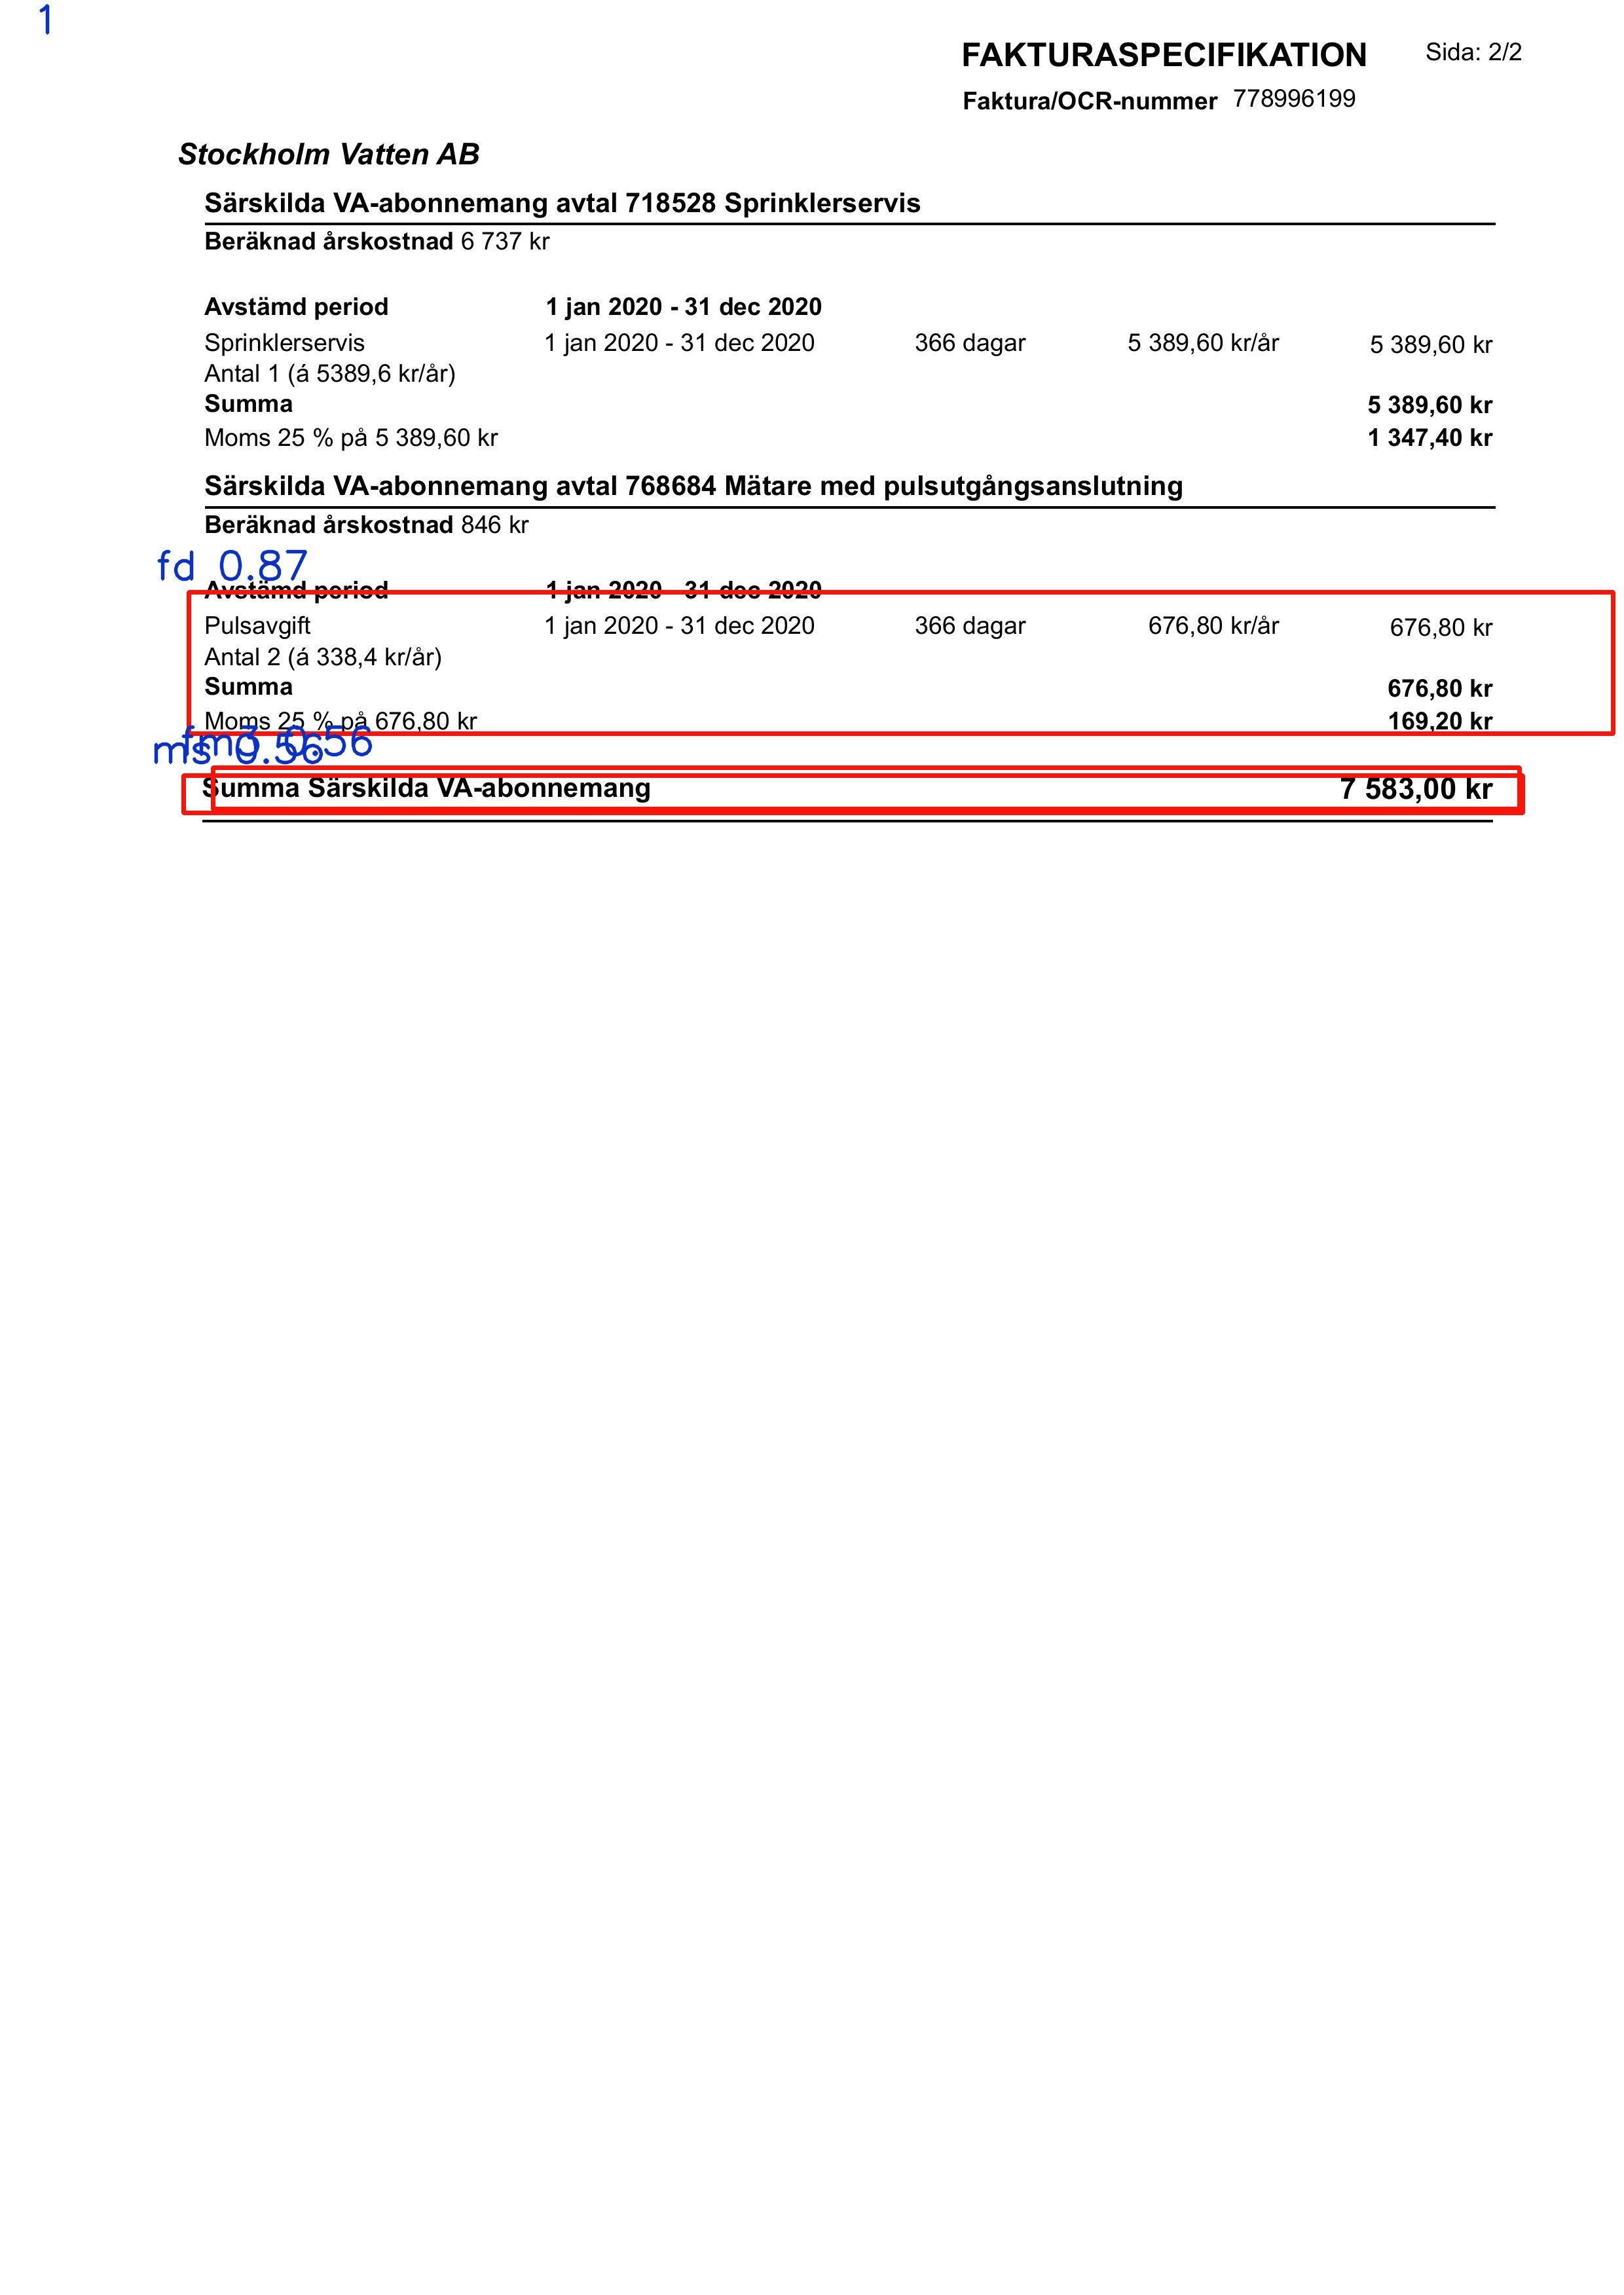 1
FAKTURASPECIFIKATION Sida: 2/2
Faktura/OCR-nummer 778996199
Stockholm Vatten AB
Särskilda VA-abonnemang avtal 718528 Sprinklerservis
Beräknad årskostnad 6 737 kr
Avstämd period 1 jan 2020 - 31 dec 2020
Sprinklerservis 1 jan 2020 - 31 dec 2020 366 dagar 5 389,60 kr/år 5 389,60 kr
Antal 1 (á 5389,6 kr/år)
Summa 5 389,60 kr
Moms 25 % på 5 389,60 kr 1 347,40 kr
Särskilda VA-abonnemang avtal 768684 Mätare med pulsutgångsanslutning
Beräknad årskostnad 846 kr
fd 0.87
Avstämd period 1 jan 2020 - 31 dec 2020
Pulsavgift 1 jan 2020 - 31 dec 2020 366 dagar 676,80 kr/år 676,80 kr
Antal 2 (á 338,4 kr/år)
Summa 676,80 kr
Moms 25 % på 676,80 kr 169,20 kr
Summa Särskilda VA-abonnemang 7 583,00 kr